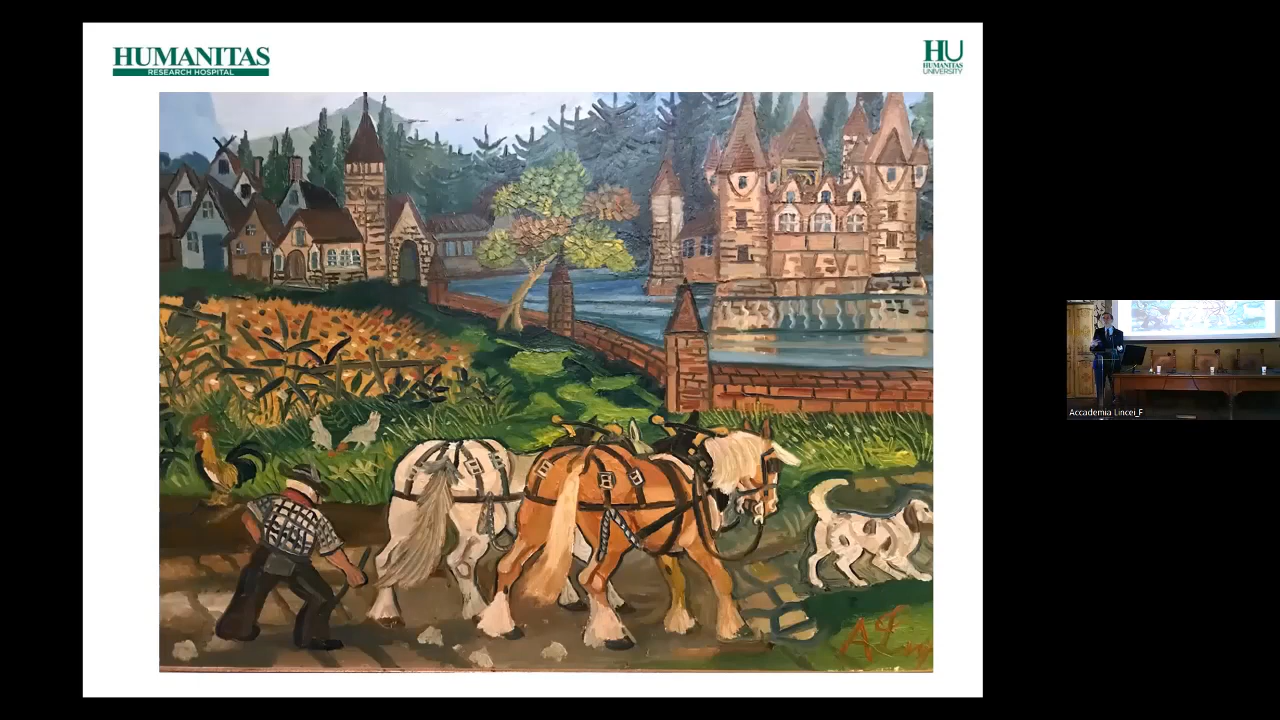 HUMANITAS
RESEARCH HOSPITAL
HU
HUMANITAS
UNIVERSITY
Accademia Lincei_F